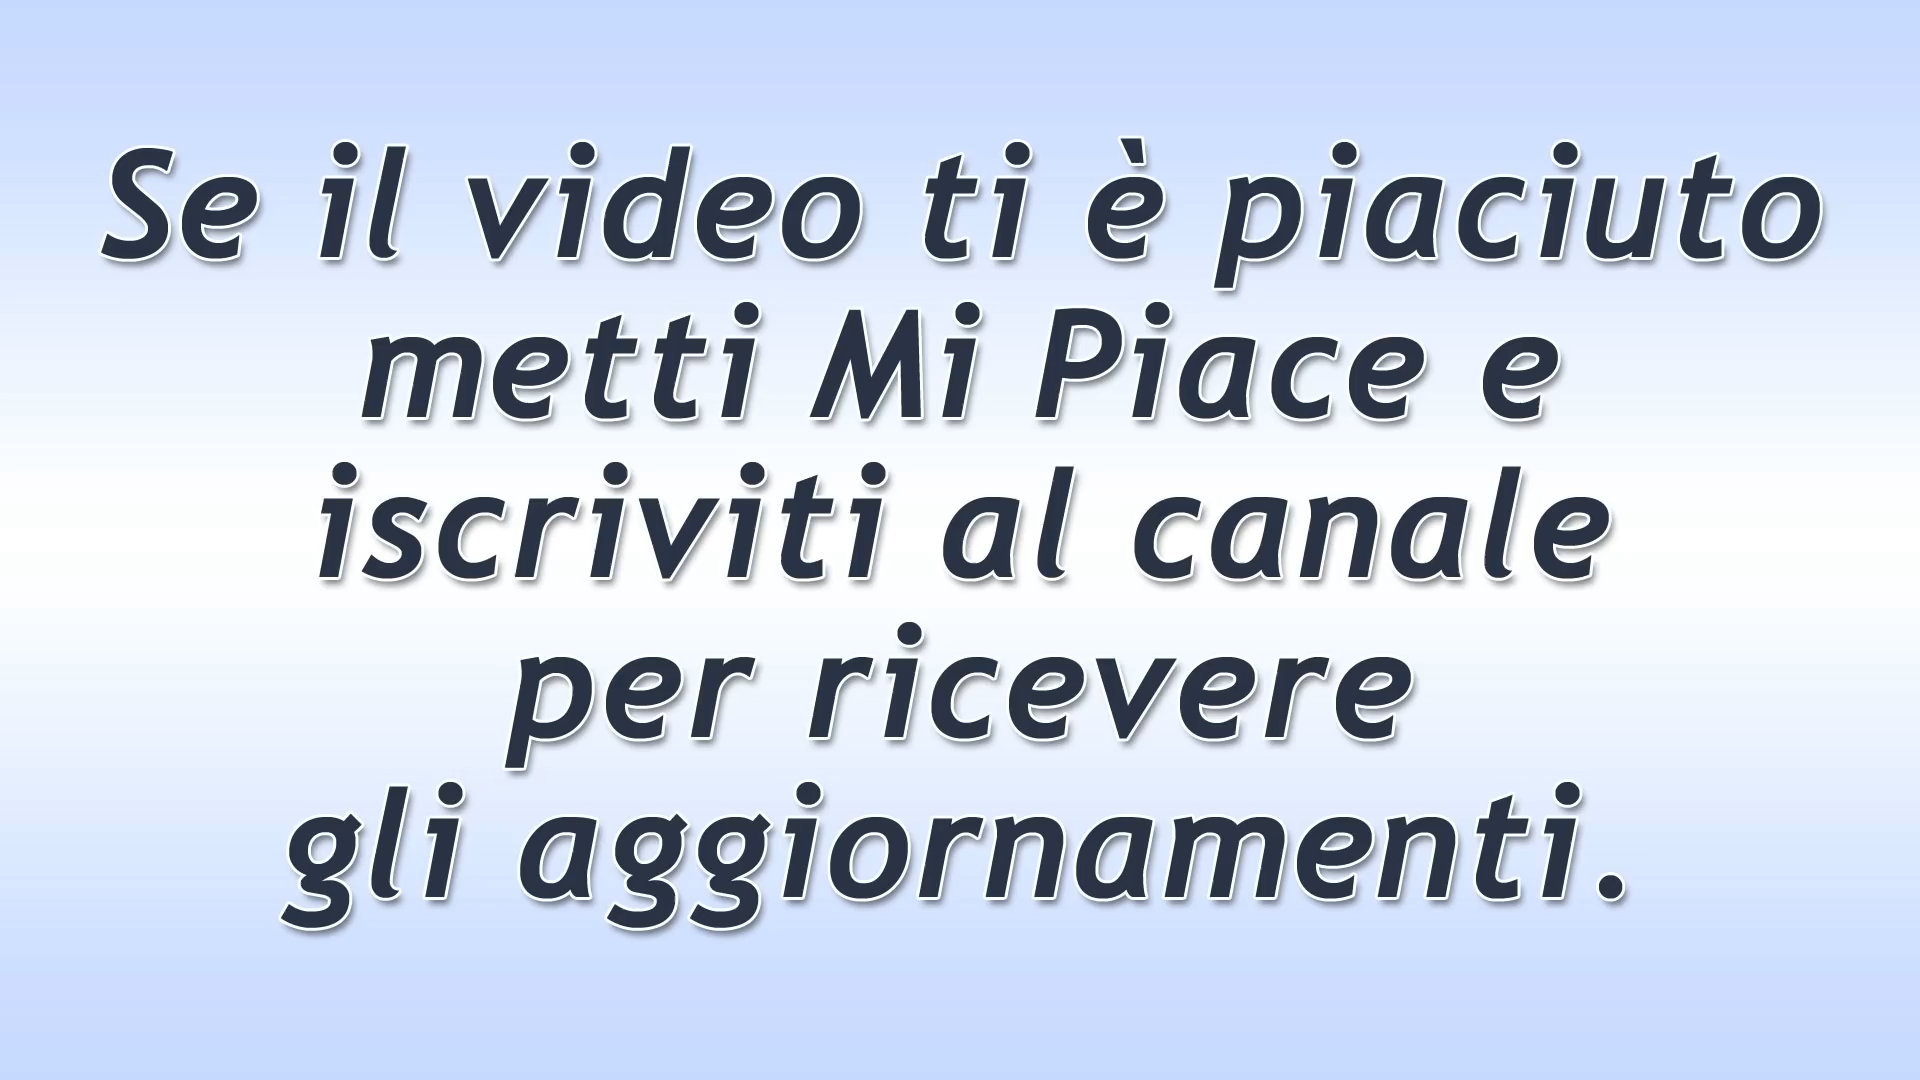 Se il video ti è piaciuto
metti Mi Piace e
iscriviti al canale
per ricevere
gli aggiornamenti.